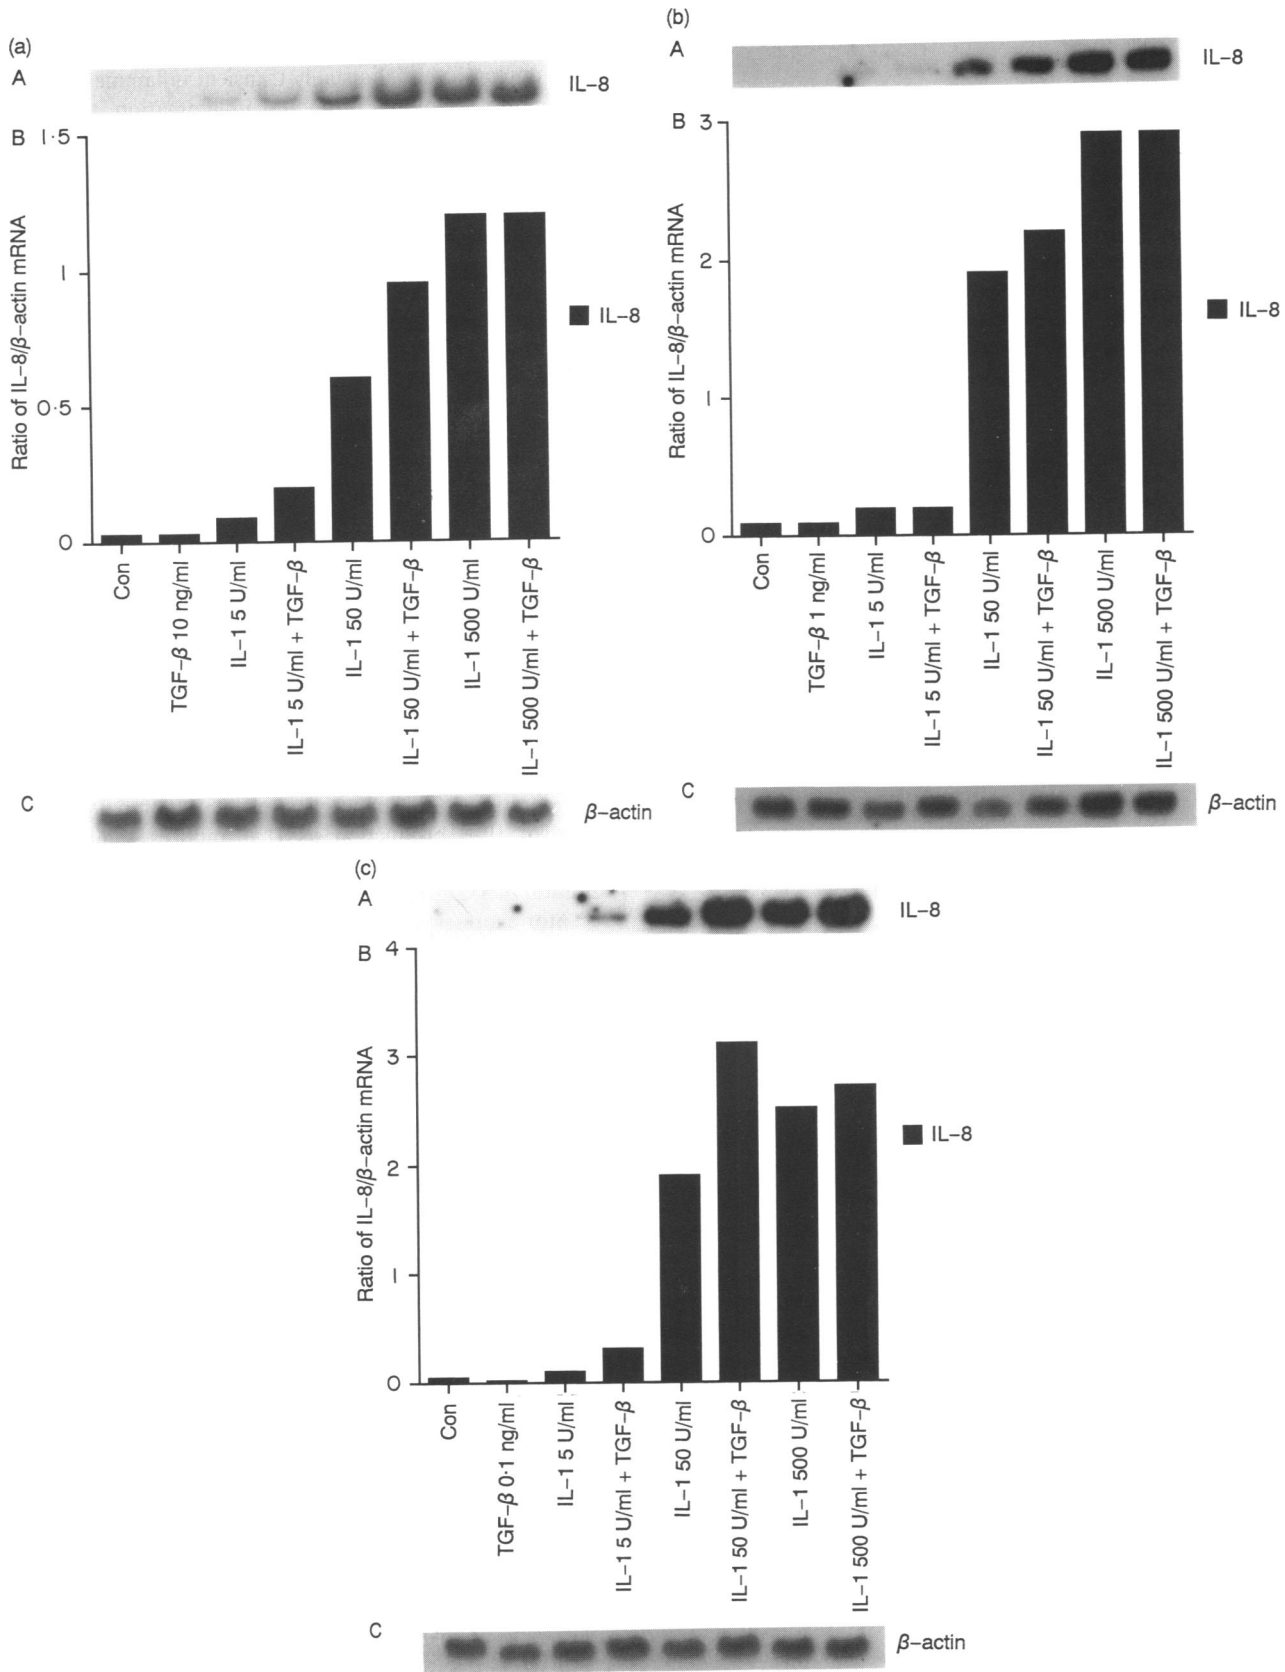 (a)
A
IL–8
B
1·5
1
0·5
0
Ratio of IL–8/β–actin mRNA
IL–8
Con
TGF–β 10 ng/ml
IL–1 5 U/ml
IL–1 5 U/ml + TGF–β
IL–1 50 U/ml
IL–1 50 U/ml + TGF–β
IL–1 500 U/ml
IL–1 500 U/ml + TGF–β
C
β–actin
(b)
A
IL–8
B
3
2
1
0
Ratio of IL–8/β–actin mRNA
IL–8
Con
TGF–β 1 ng/ml
IL–1 5 U/ml
IL–1 5 U/ml + TGF–β
IL–1 50 U/ml
IL–1 50 U/ml + TGF–β
IL–1 500 U/ml
IL–1 500 U/ml + TGF–β
C
β–actin
(c)
A
IL–8
B
4
3
2
1
0
Ratio of IL–8/β–actin mRNA
IL–8
Con
TGF–β 0·1 ng/ml
IL–1 5 U/ml
IL–1 5 U/ml + TGF–β
IL–1 50 U/ml
IL–1 50 U/ml + TGF–β
IL–1 500 U/ml
IL–1 500 U/ml + TGF–β
C
β–actin